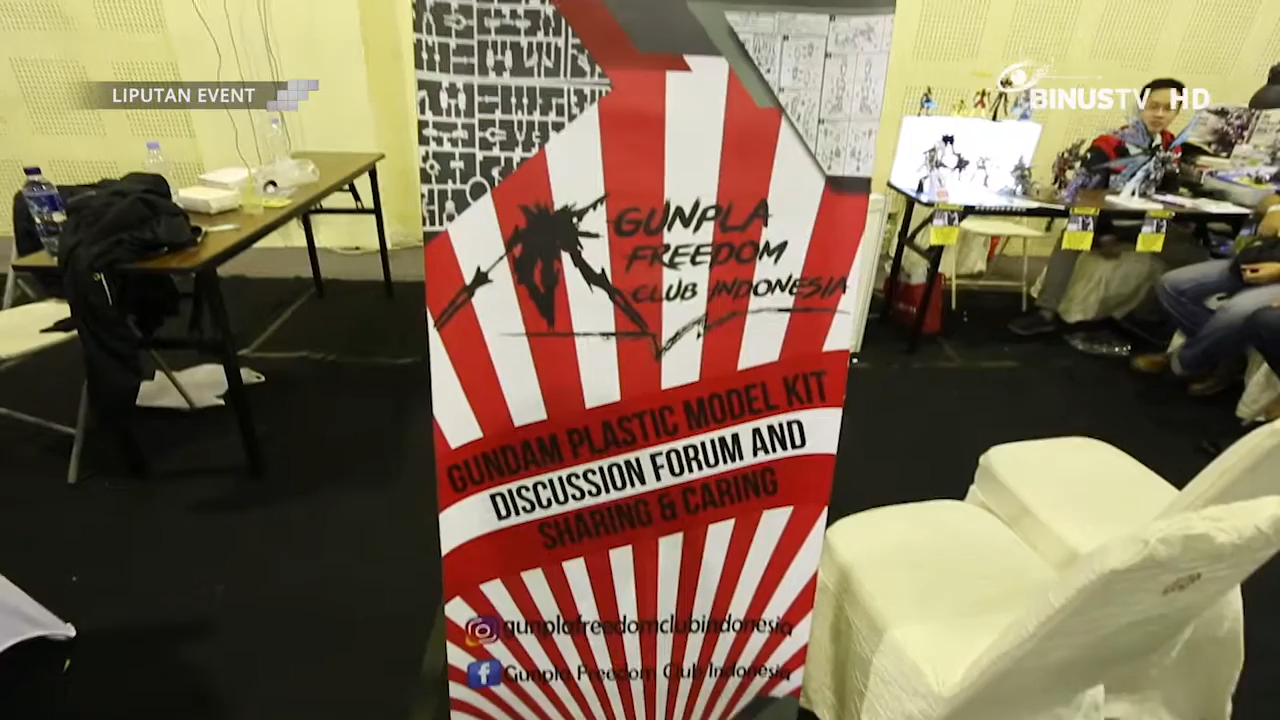 LIPUTAN EVENT
BINUSTV HD
GUNPLA
FREEDOM
CLUB INDONESIA
GUNDAM PLASTIC MODEL KIT
DISCUSSION FORUM AND
SHARING & CARING
gunplafreedomclubindonesia
Gunpla Freedom Club Indonesia